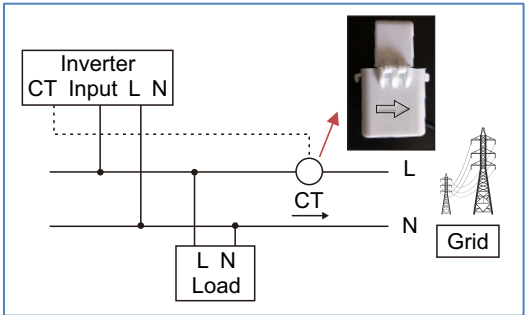 Inverter
CT Input L N
L
CT
N
L N
Load
Grid